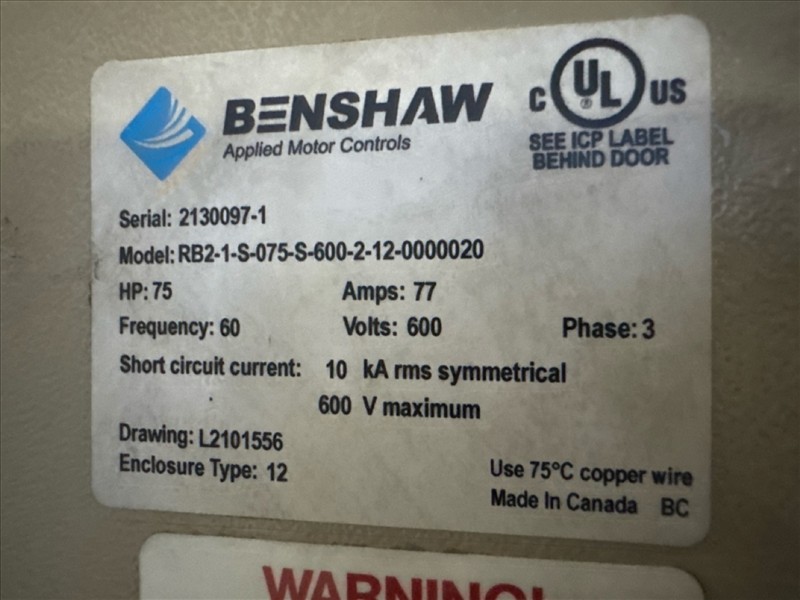 BENSHAW
Applied Motor Controls
C UL US
SEE ICP LABEL
BEHIND DOOR
Serial: 2130097-1
Model: RB2-1-S-075-S-600-2-12-0000020
HP: 75 Amps: 77
Frequency: 60 Volts: 600 Phase: 3
Short circuit current: 10 kA rms symmetrical
600 V maximum
Drawing: L2101556
Enclosure Type: 12
Use 75°C copper wire
Made In Canada BC
WARNING!